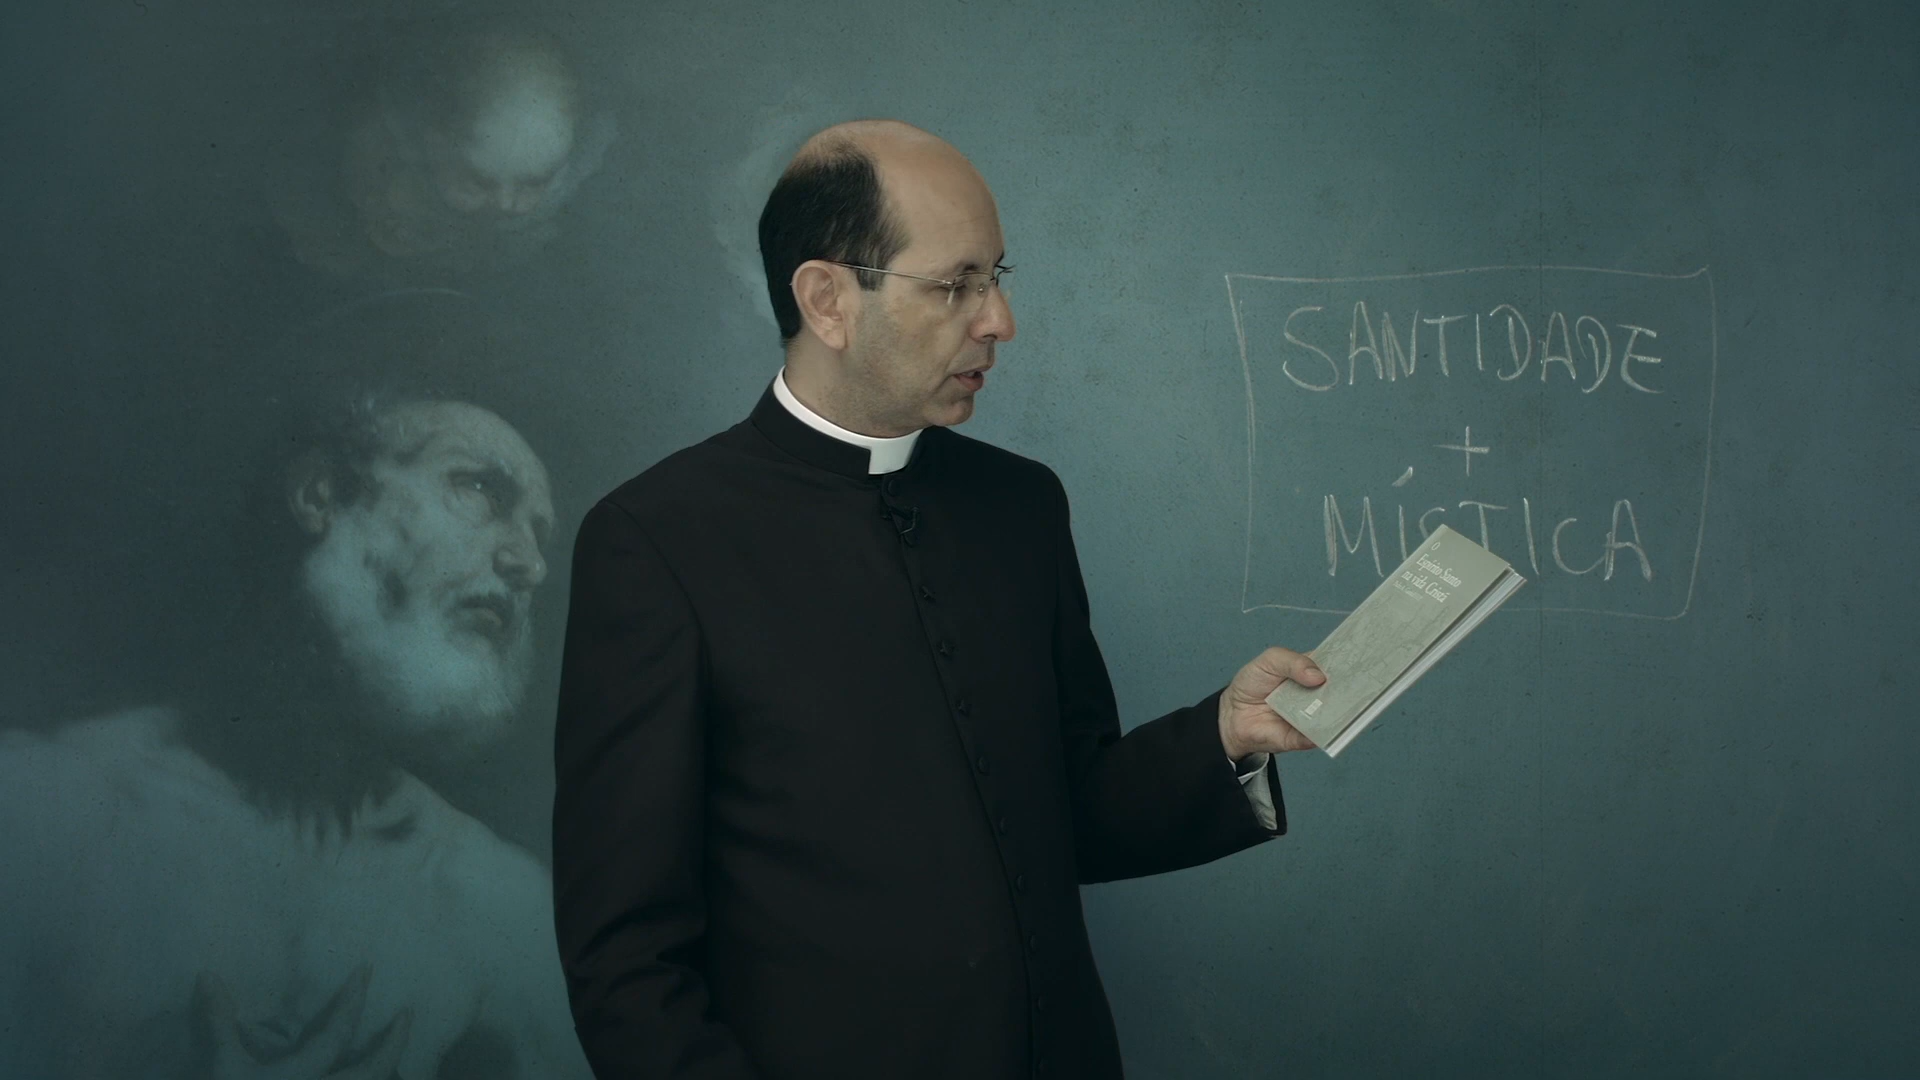 SANTIDADE
+
MÍSTICA
O
Espírito Santo
na vida Cristã